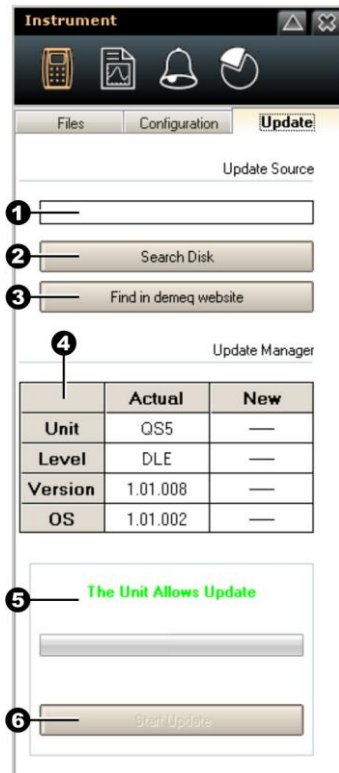 Instrument
Files Configuration Update
Update Source
1
2 Search Disk
3 Find in demeq website
4
Update Manager
Actual New
Unit QS5 —
Level DLE —
Version 1.01.008 —
OS 1.01.002 —
5 The Unit Allows Update
6 Start Update